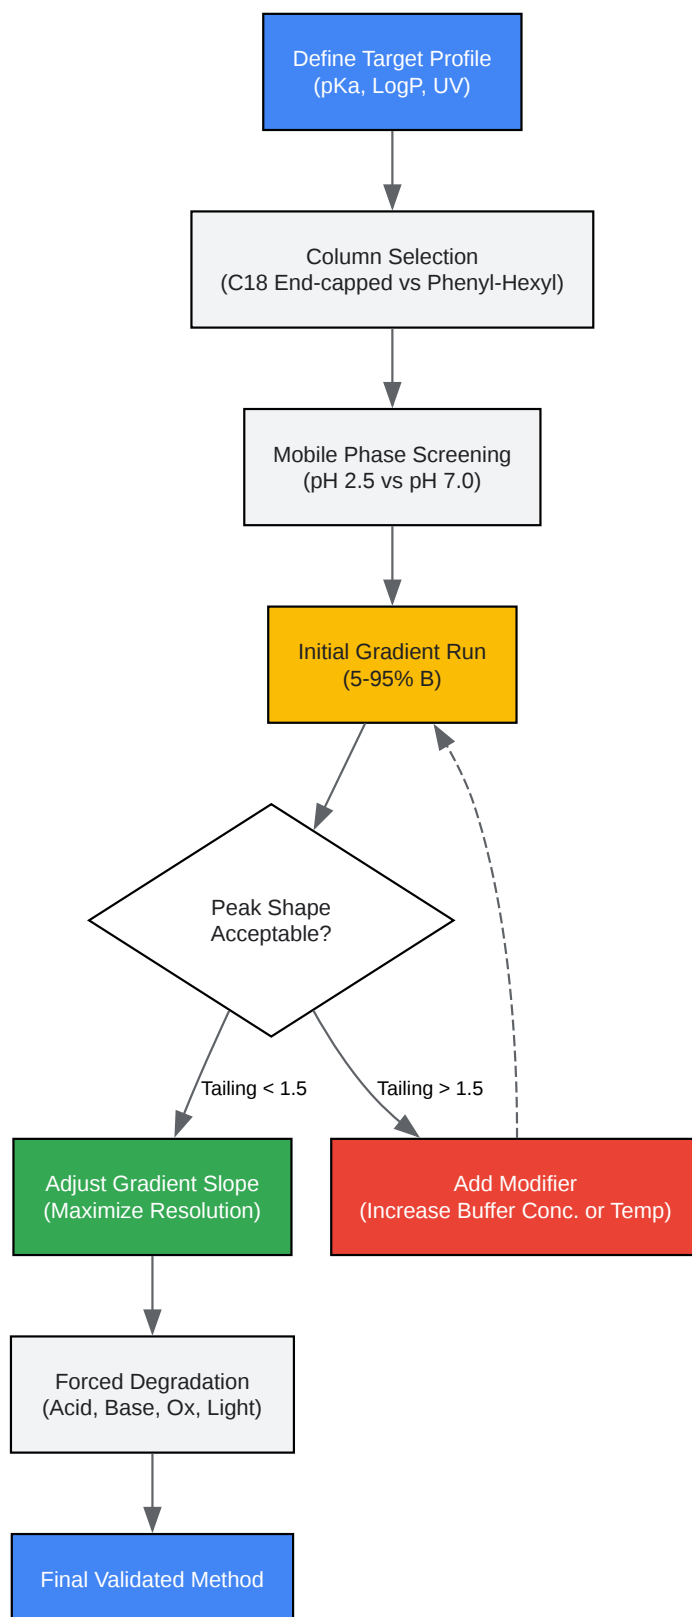 Define Target Profile
(pKa, LogP, UV)
Column Selection
(C18 End-capped vs Phenyl-Hexyl)
Mobile Phase Screening
(pH 2.5 vs pH 7.0)
Initial Gradient Run
(5-95% B)
Peak Shape
Acceptable?
Tailing < 1.5
Tailing > 1.5
Adjust Gradient Slope
(Maximize Resolution)
Add Modifier
(Increase Buffer Conc. or Temp)
Forced Degradation
(Acid, Base, Ox, Light)
Final Validated Method